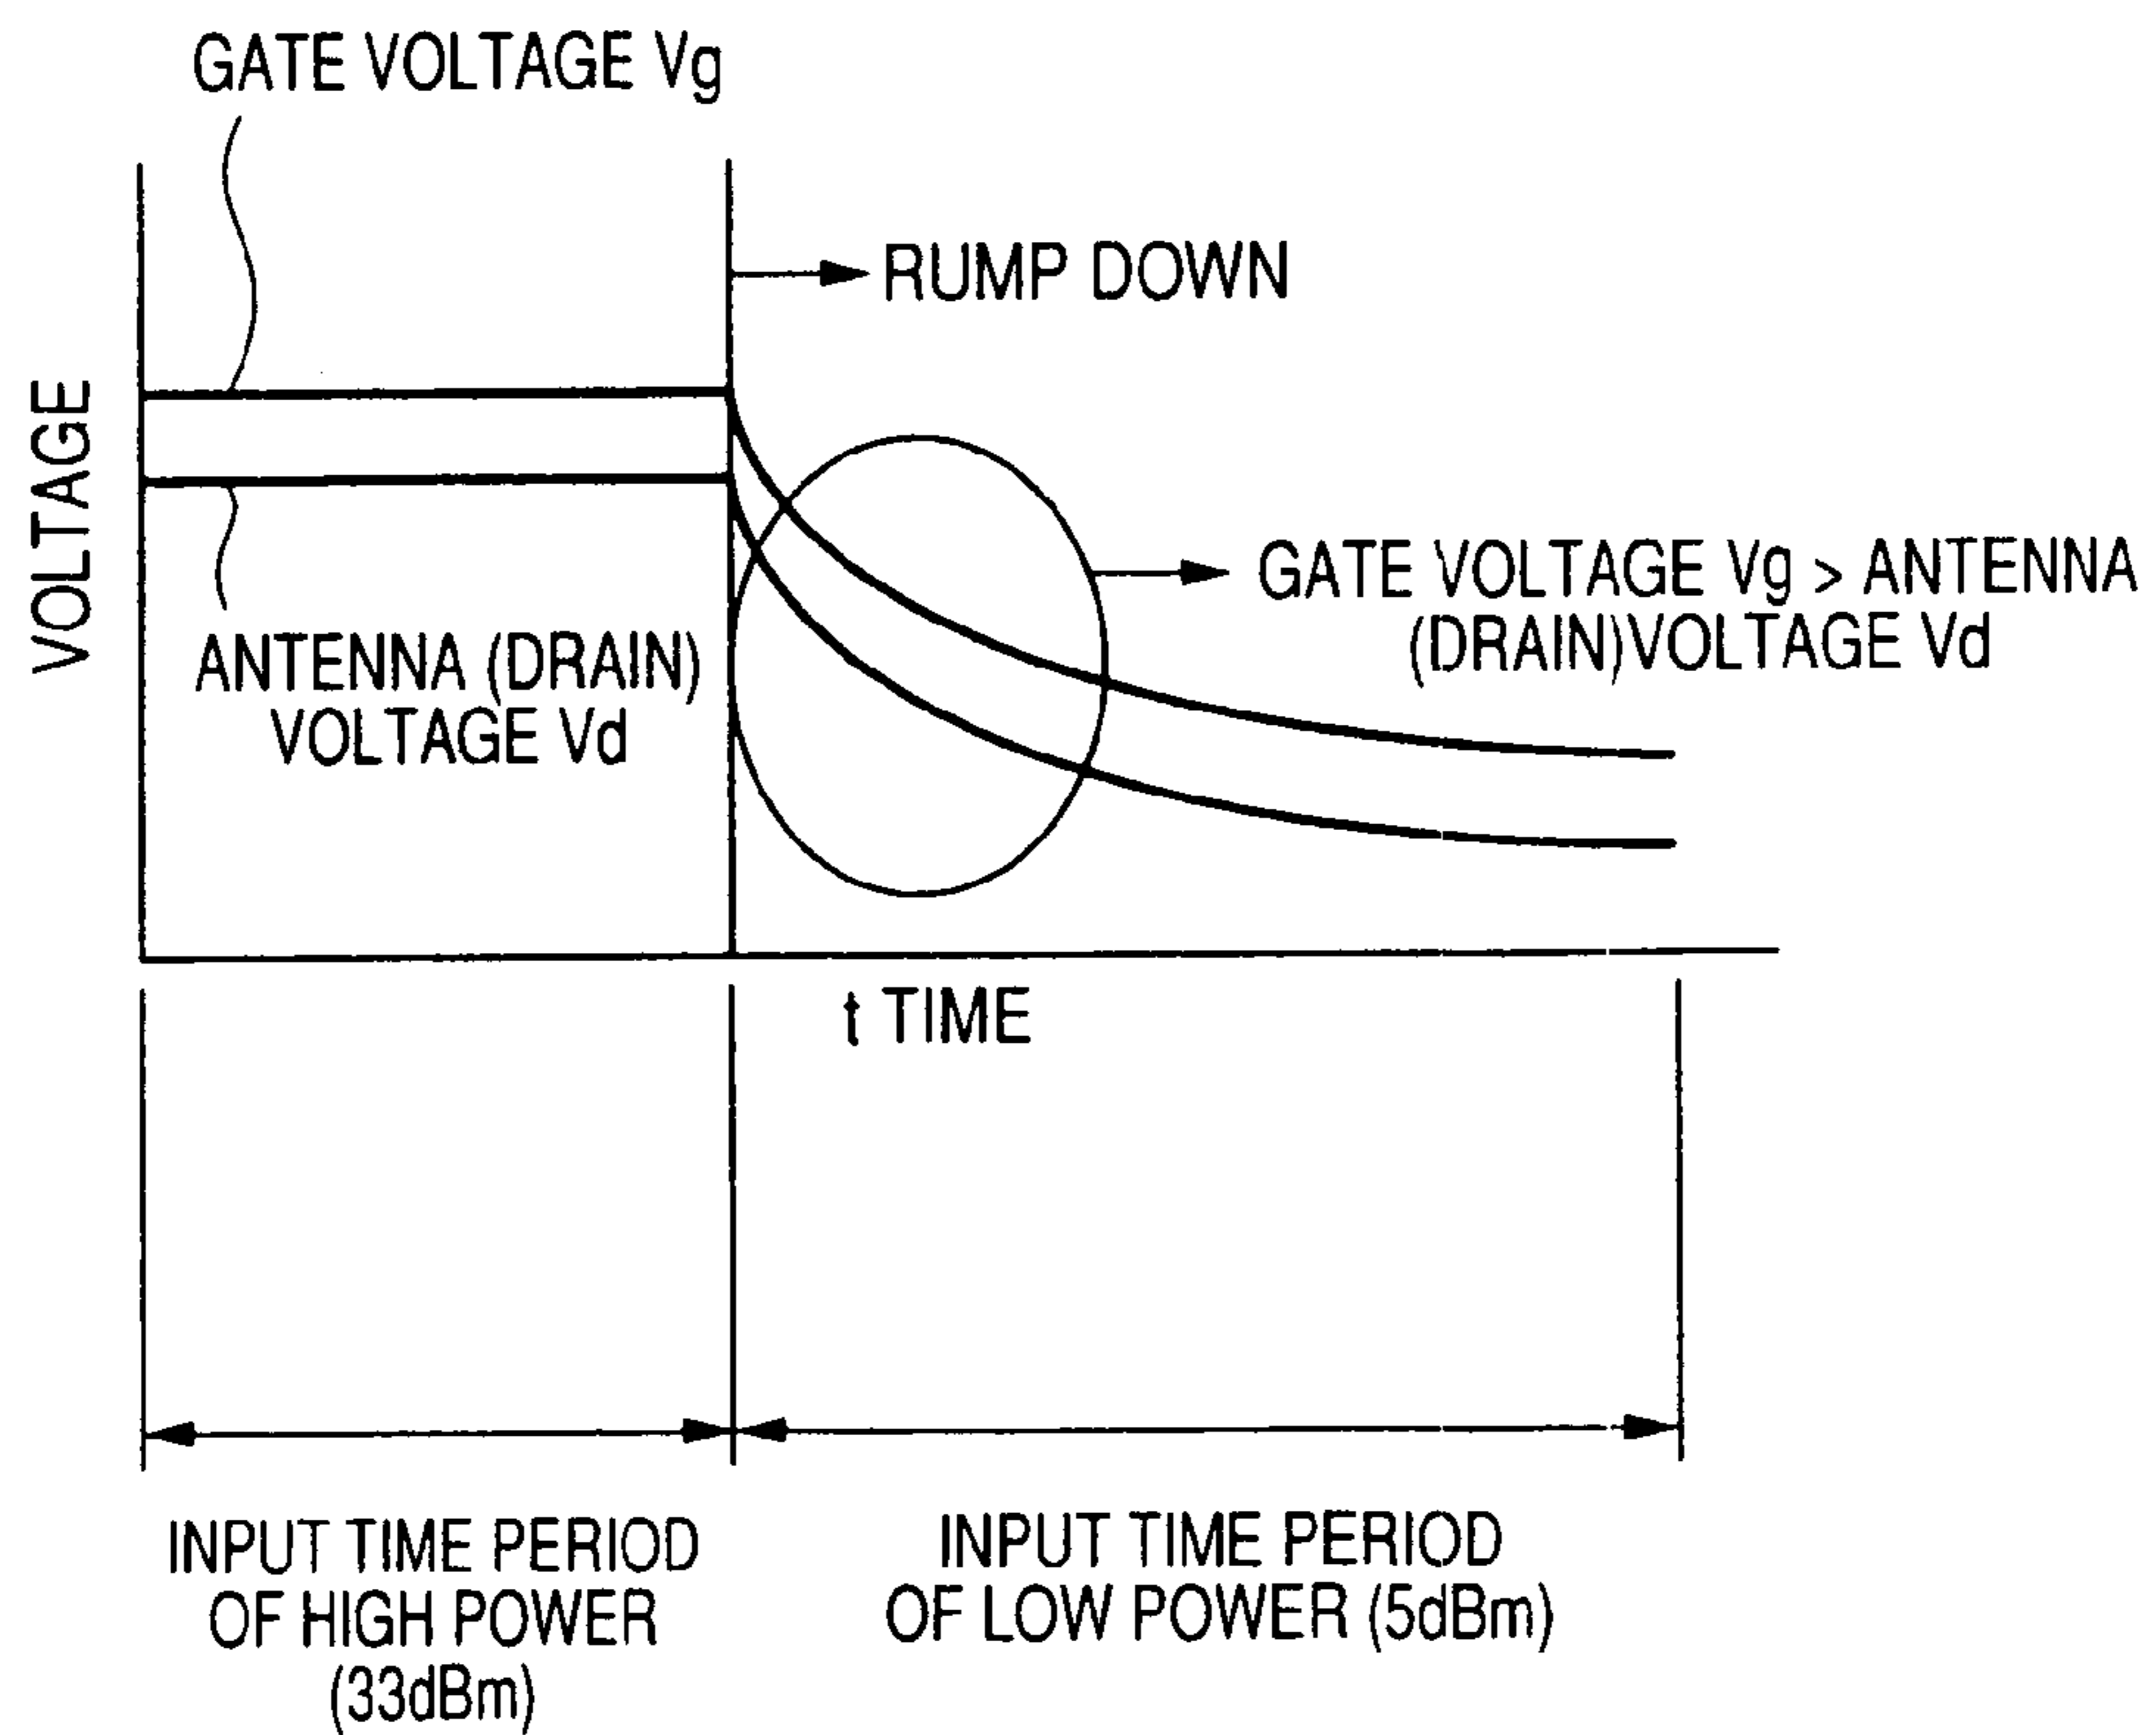 GATE VOLTAGE Vg
RUMP DOWN
VOLTAGE
GATE VOLTAGE Vg > ANTENNA
(DRAIN)VOLTAGE Vd
ANTENNA (DRAIN)
VOLTAGE Vd
t TIME
INPUT TIME PERIOD
OF HIGH POWER
(33dBm)
INPUT TIME PERIOD
OF LOW POWER (5dBm)